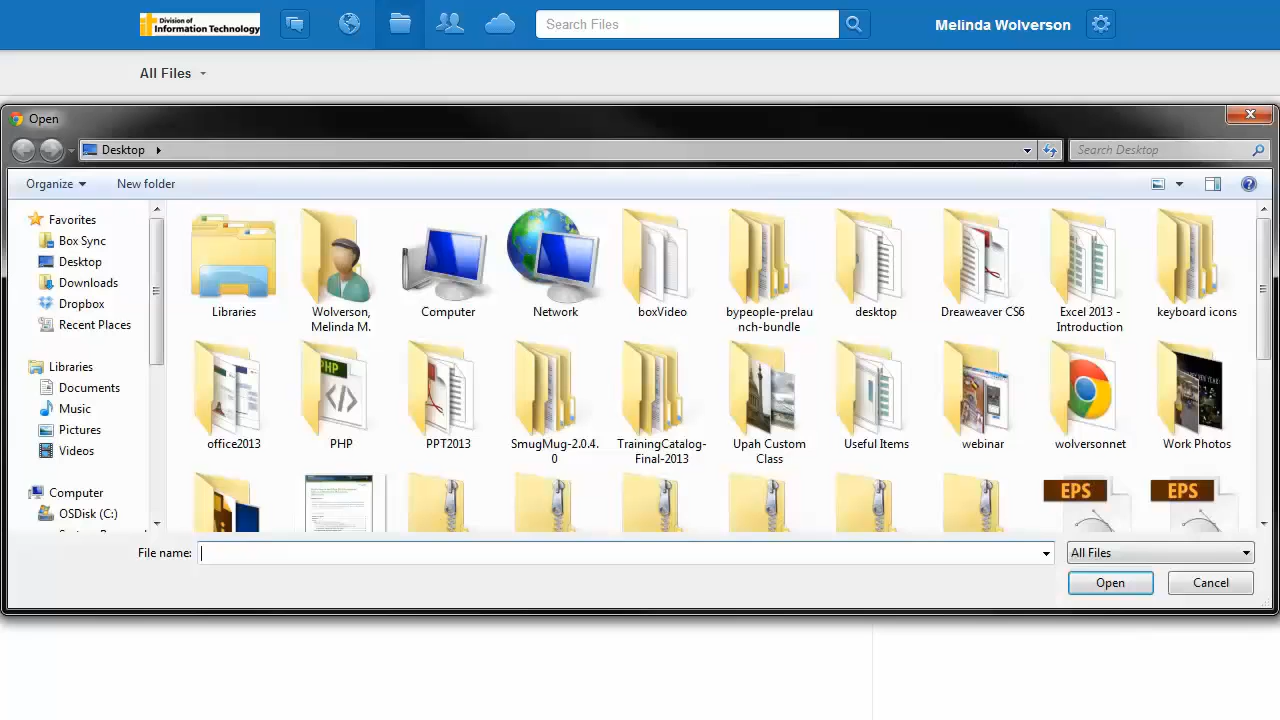 Division of
Information Technology
Search Files
Melinda Wolverson
All Files
Open
Desktop
Search Desktop
Organize
New folder
Favorites
Box Sync
Desktop
Downloads
Dropbox
Recent Places
Libraries
Documents
Music
Pictures
Videos
Computer
OSDisk (C:)
Libraries
Wolverson,
Melinda M.
Computer
Network
boxVideo
bypeople-prelau
nch-bundle
desktop
Dreaweaver CS6
Excel 2013 -
Introduction
keyboard icons
office2013
PHP
PHP
PPT2013
SmugMug-2.0.4.
0
TrainingCatalog-
Final-2013
Upah Custom
Class
Useful Items
webinar
wolversonnet
Work Photos
EPS
EPS
File name:
All Files
Open
Cancel